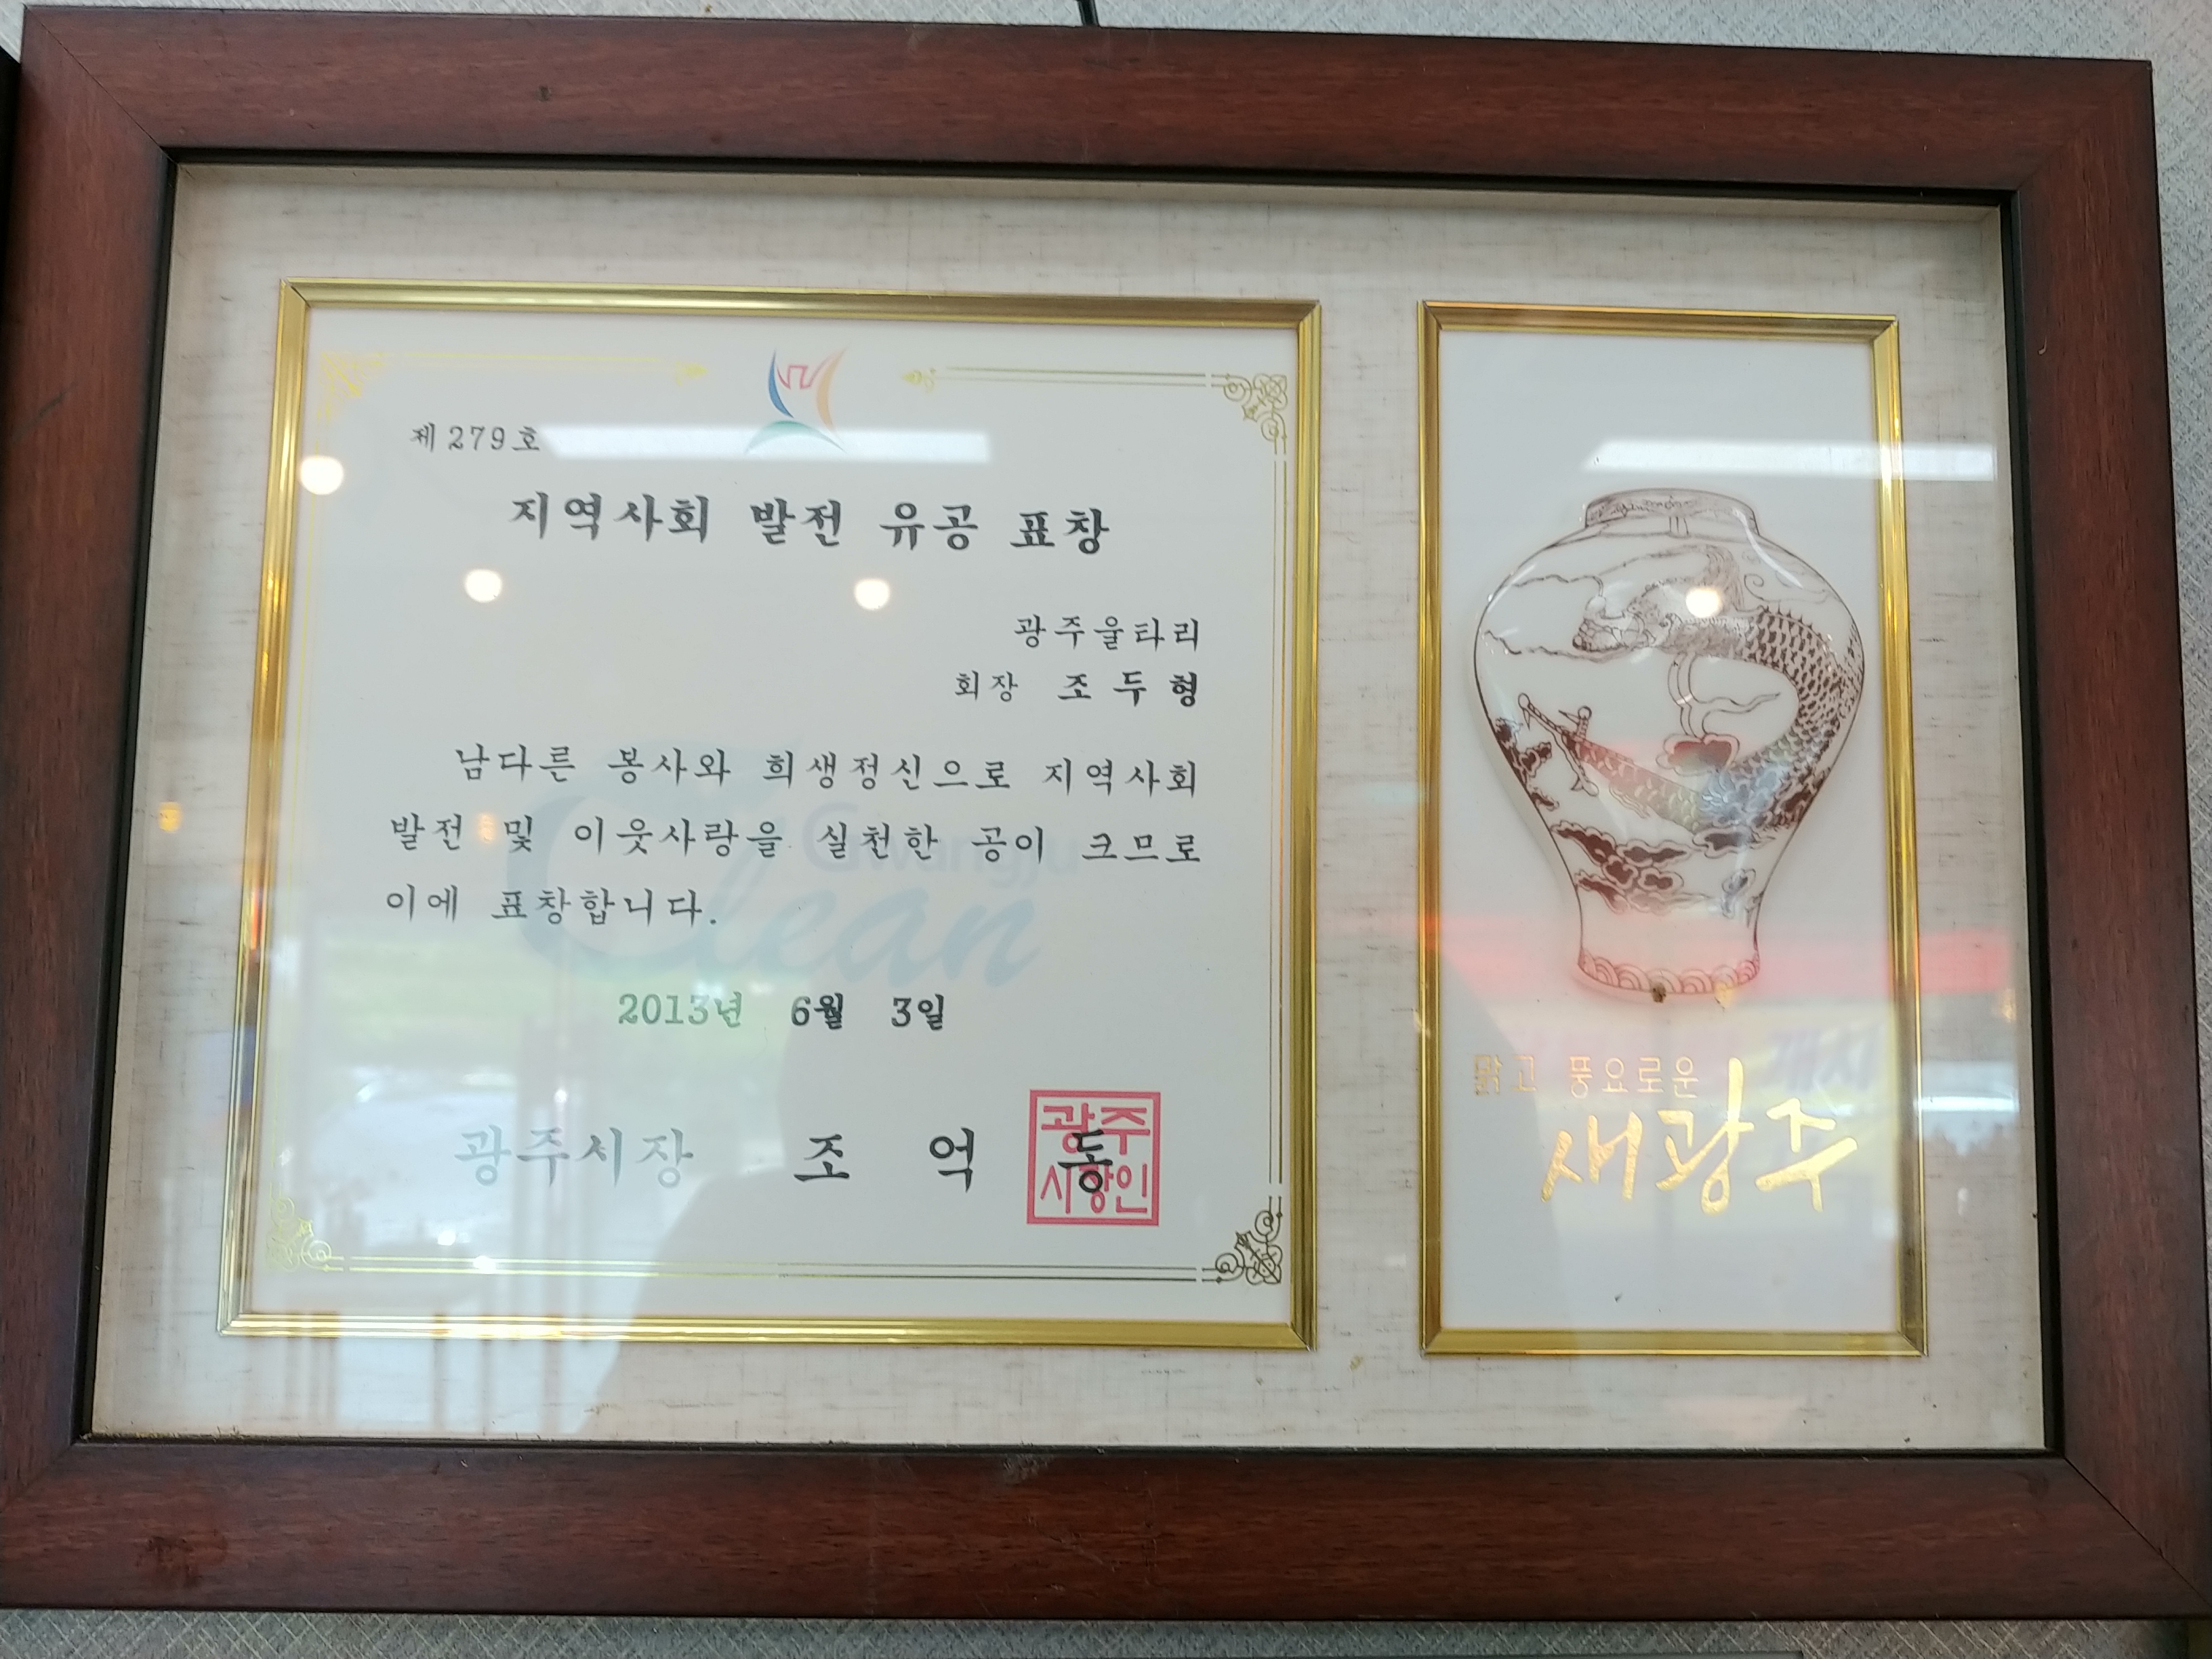 제 279 호
지역사회 발전 유공 표창
광주울타리
회장 조 두 형
남다른 봉사와 희생정신으로 지역사회
발전 및 이웃사랑을 실천한 공이 크므로
이에 표창합니다.
Clean Gwangju
2013년 6월 3일
광주시장 조 억 동
광주
시장인
맑고 풍요로운
새광주